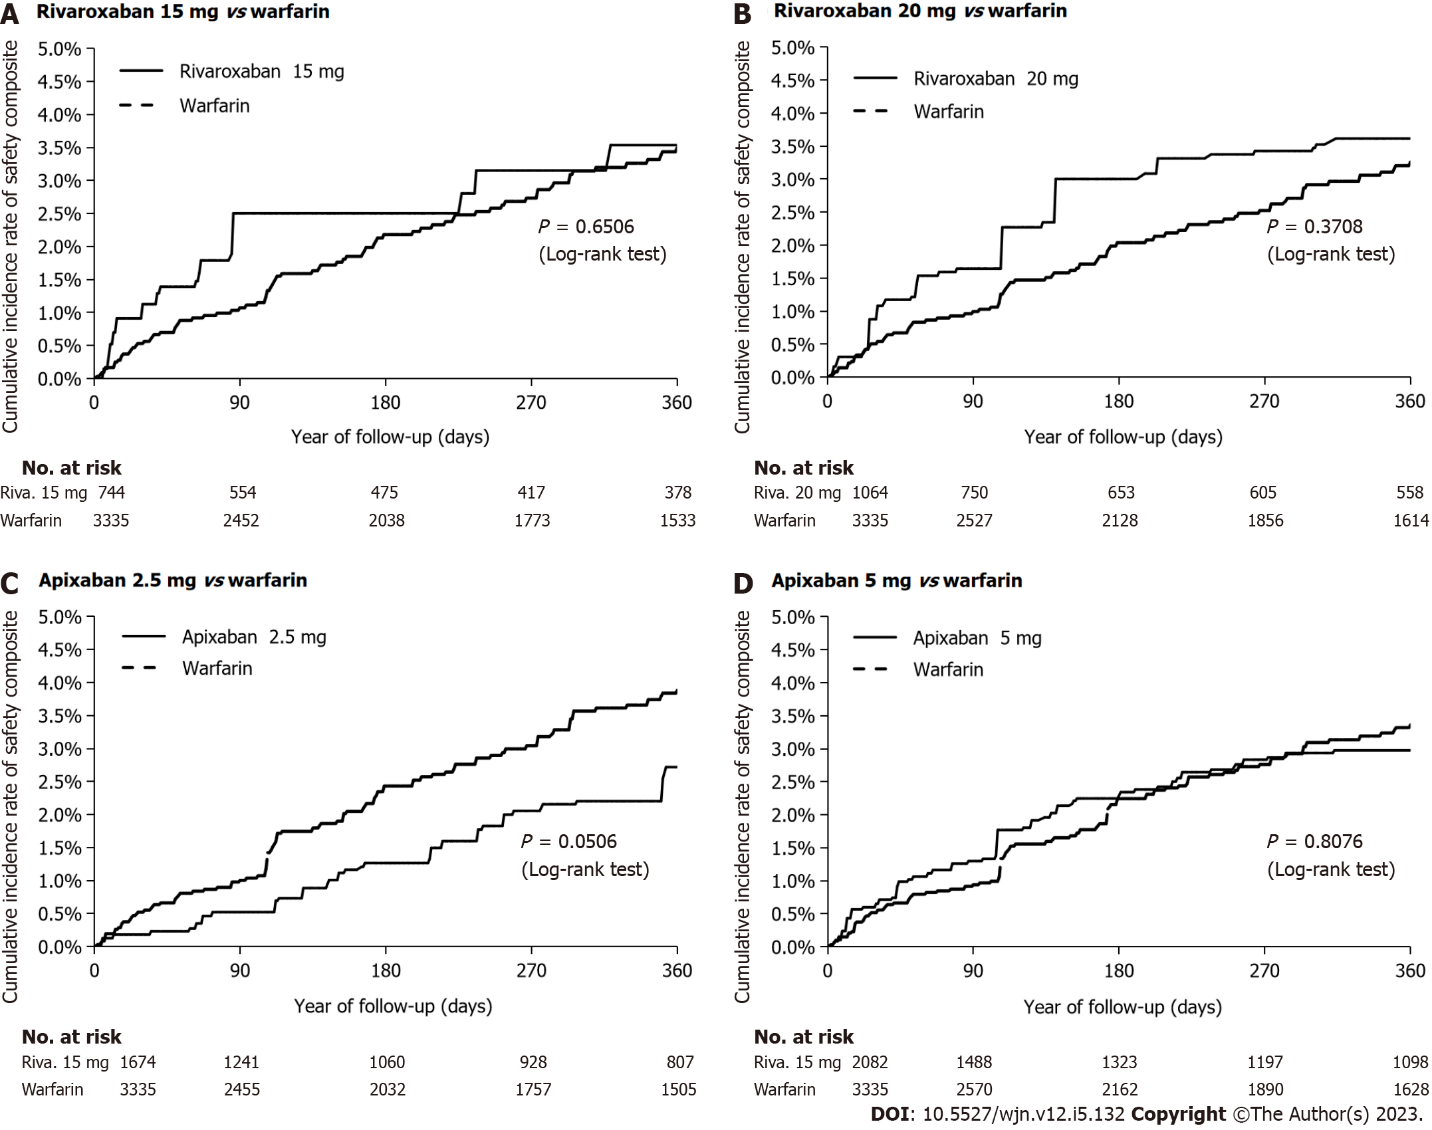 A Rivaroxaban 15 mg vs warfarin
Cumulative incidence rate of safety composite
5.0%
4.5%
4.0%
3.5%
3.0%
2.5%
2.0%
1.5%
1.0%
0.5%
0.0%
Rivaroxaban 15 mg
Warfarin
P = 0.6506
(Log-rank test)
0 90 180 270 360
Year of follow-up (days)
No. at risk
Riva. 15 mg 744 554 475 417 378
Warfarin 3335 2452 2038 1773 1533
B Rivaroxaban 20 mg vs warfarin
Cumulative incidence rate of safety composite
5.0%
4.5%
4.0%
3.5%
3.0%
2.5%
2.0%
1.5%
1.0%
0.5%
0.0%
Rivaroxaban 20 mg
Warfarin
P = 0.3708
(Log-rank test)
0 90 180 270 360
Year of follow-up (days)
No. at risk
Riva. 20 mg 1064 750 653 605 558
Warfarin 3335 2527 2128 1856 1614
C Apixaban 2.5 mg vs warfarin
Cumulative incidence rate of safety composite
5.0%
4.5%
4.0%
3.5%
3.0%
2.5%
2.0%
1.5%
1.0%
0.5%
0.0%
Apixaban 2.5 mg
Warfarin
P = 0.0506
(Log-rank test)
0 90 180 270 360
Year of follow-up (days)
No. at risk
Riva. 15 mg 1674 1241 1060 928 807
Warfarin 3335 2455 2032 1757 1505
D Apixaban 5 mg vs warfarin
Cumulative incidence rate of safety composite
5.0%
4.5%
4.0%
3.5%
3.0%
2.5%
2.0%
1.5%
1.0%
0.5%
0.0%
Apixaban 5 mg
Warfarin
P = 0.8076
(Log-rank test)
0 90 180 270 360
Year of follow-up (days)
No. at risk
Riva. 15 mg 2082 1488 1323 1197 1098
Warfarin 3335 2570 2162 1890 1628
DOI: 10.5527/wjn.v12.i5.132 Copyright ©The Author(s) 2023.